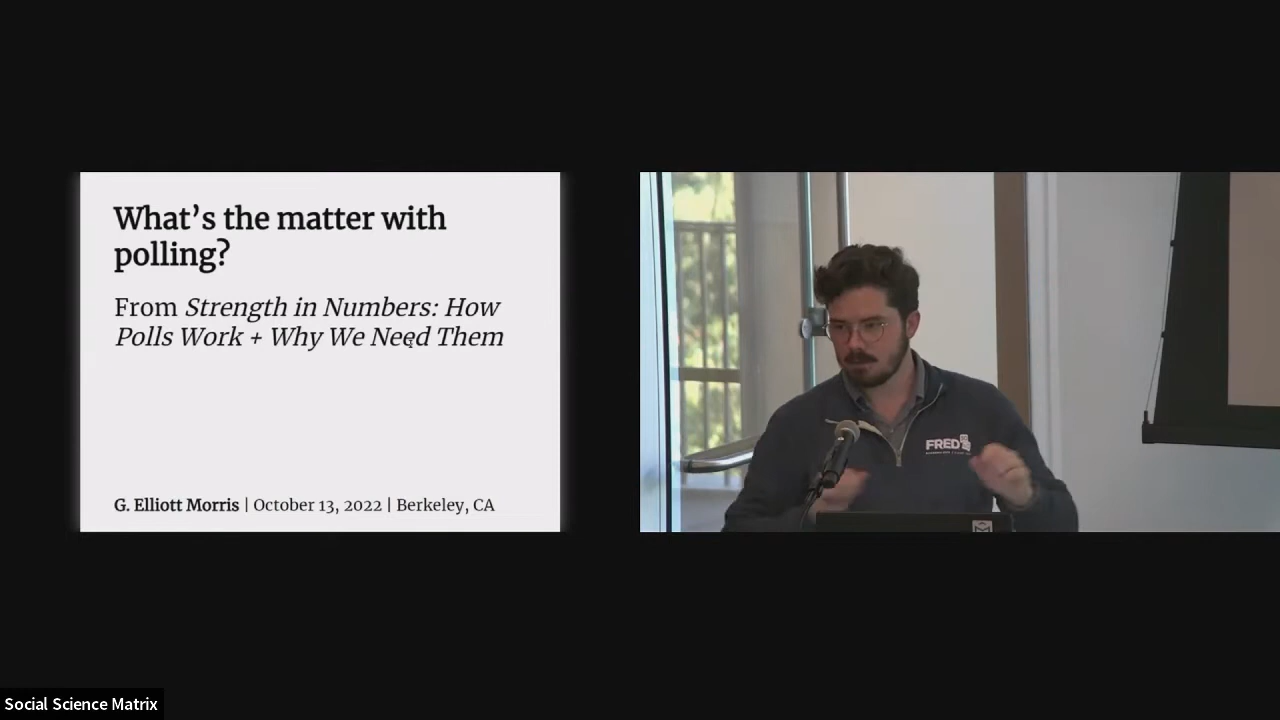 What's the matter with
polling?
From Strength in Numbers: How
Polls Work + Why We Need Them
G. Elliott Morris | October 13, 2022 | Berkeley, CA
FRED
Social Science Matrix